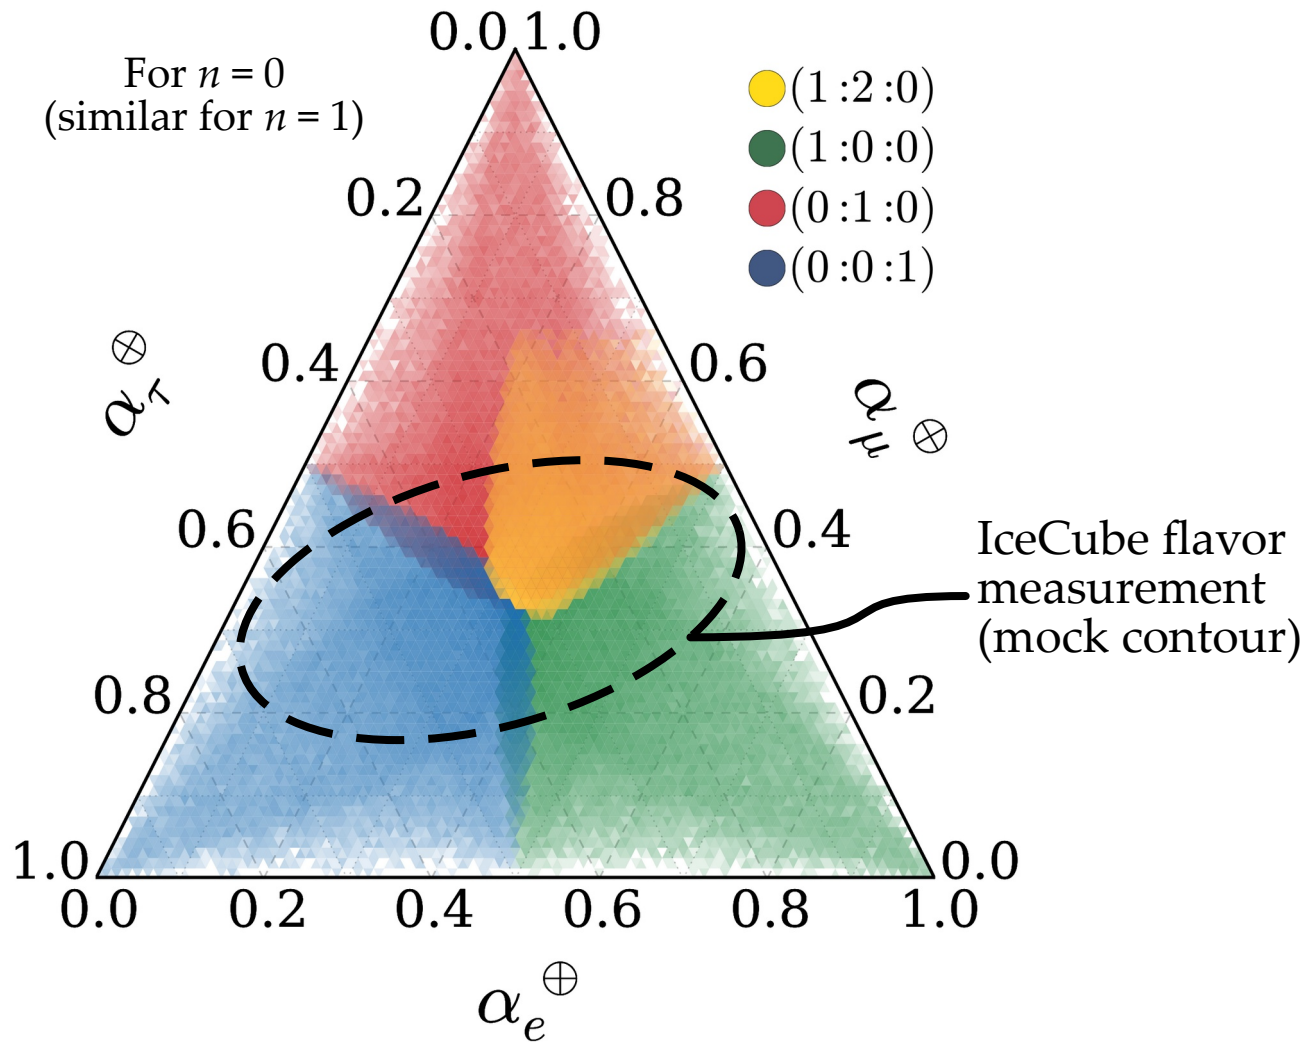 0.0 1.0
For n = 0
(similar for n = 1)
(1:2:0)
(1:0:0)
(0:1:0)
(0:0:1)
0.2
0.8
0.4
0.6
α_τ^⊗
α_μ^⊗
0.6
0.4
IceCube flavor
measurement
(mock contour)
0.8
0.2
1.0
0.0
0.0 0.2 0.4 0.6 0.8 1.0
α_e^⊕